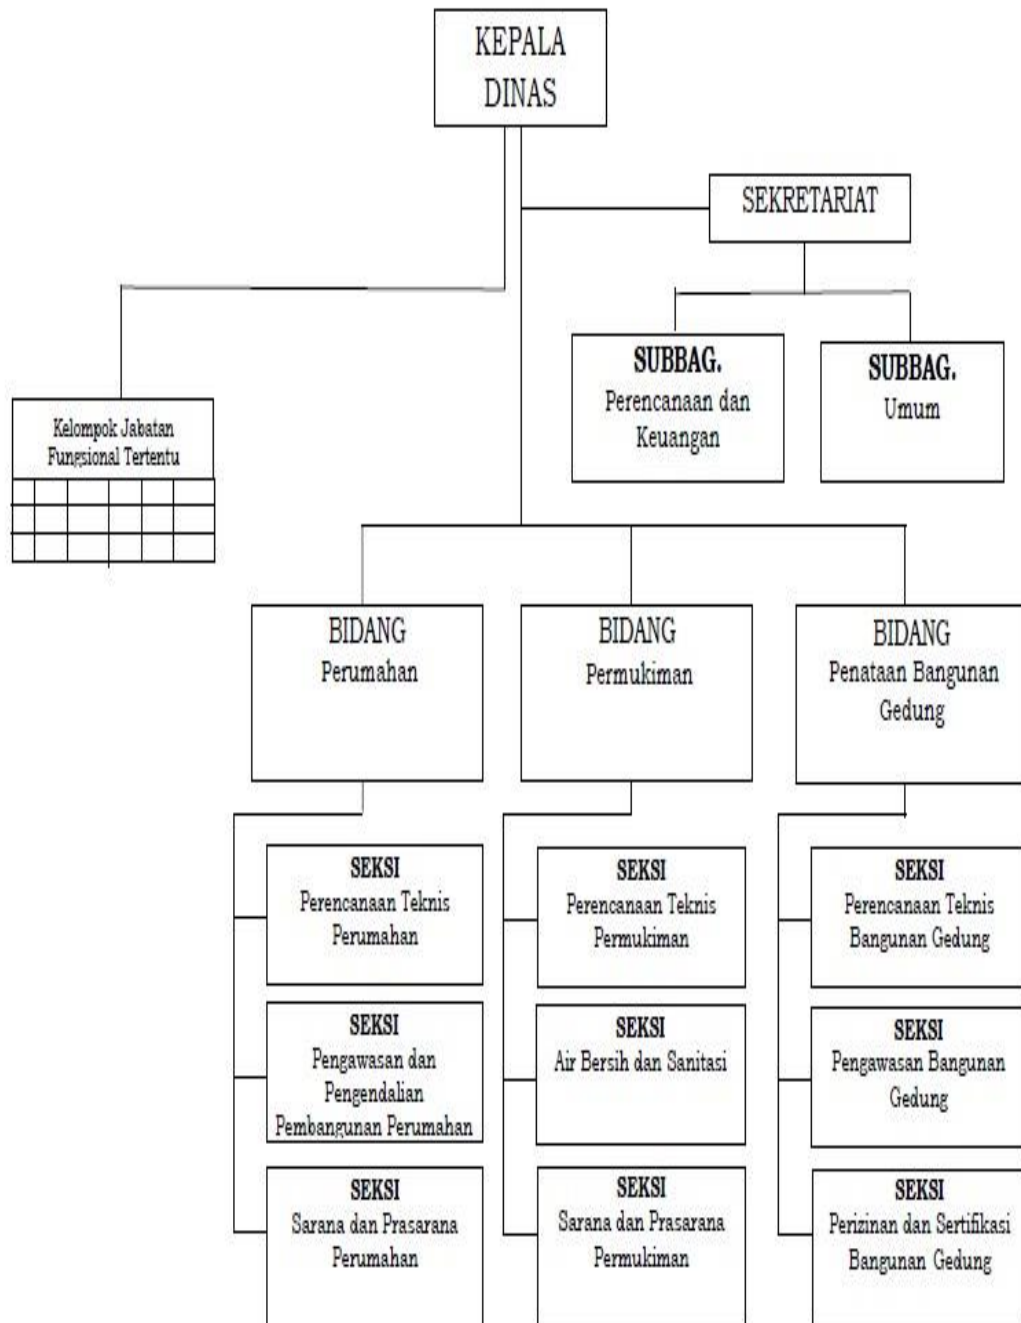 KEPALA
DINAS
SEKRETARIAT
SUBBAG.
Perencanaan dan
Keuangan
SUBBAG.
Umum
Kelompok Jabatan
Fungsional Tertentu
BIDANG
Perumahan
BIDANG
Permukiman
BIDANG
Penataan Bangunan
Gedung
SEKSI
Perencanaan Teknis
Perumahan
SEKSI
Perencanaan Teknis
Permukiman
SEKSI
Perencanaan Teknis
Bangunan Gedung
SEKSI
Pengawasan dan
Pengendalian
Pembangunan Perumahan
SEKSI
Air Bersih dan Sanitasi
SEKSI
Pengawasan Bangunan
Gedung
SEKSI
Sarana dan Prasarana
Perumahan
SEKSI
Sarana dan Prasarana
Permukiman
SEKSI
Perizinan dan Sertifikasi
Bangunan Gedung